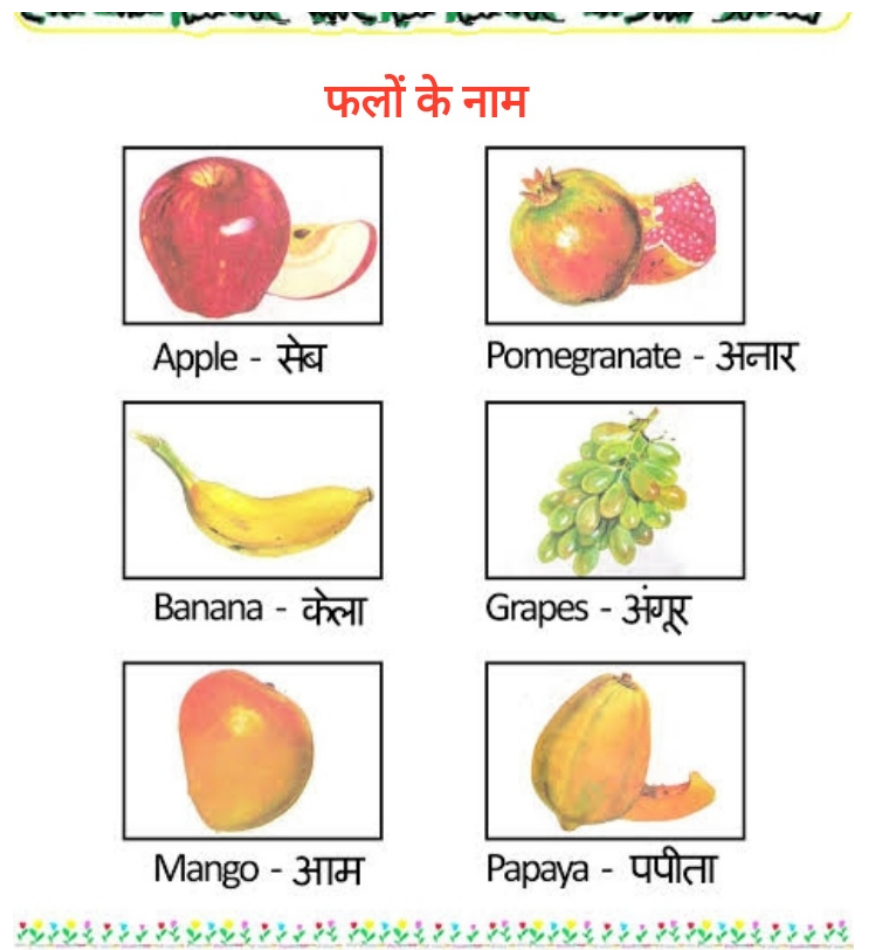 फलों के नाम
Apple - सेब
Pomegranate - अनार
Banana - केला
Grapes - अंगूर
Mango - आम
Papaya - पपीता